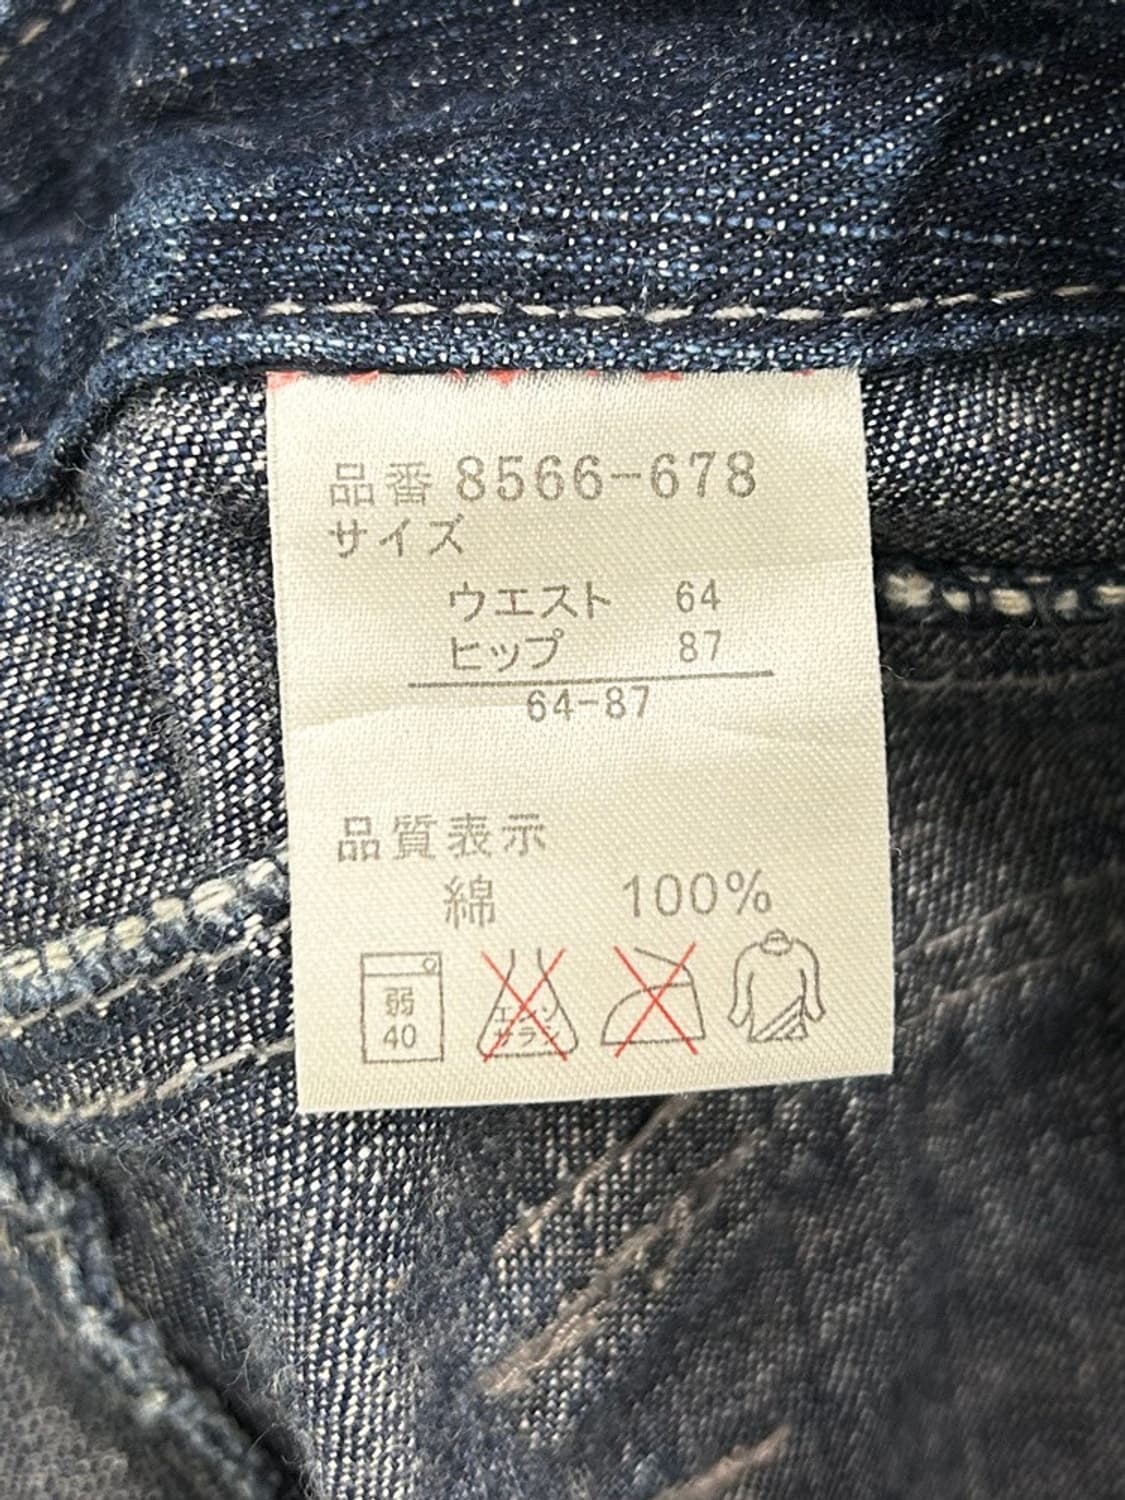 品番 8566-678
サイズ
ウエスト 64
ヒップ 87
64-87
品質表示
綿 100%
弱
40
エンソ
サラシ